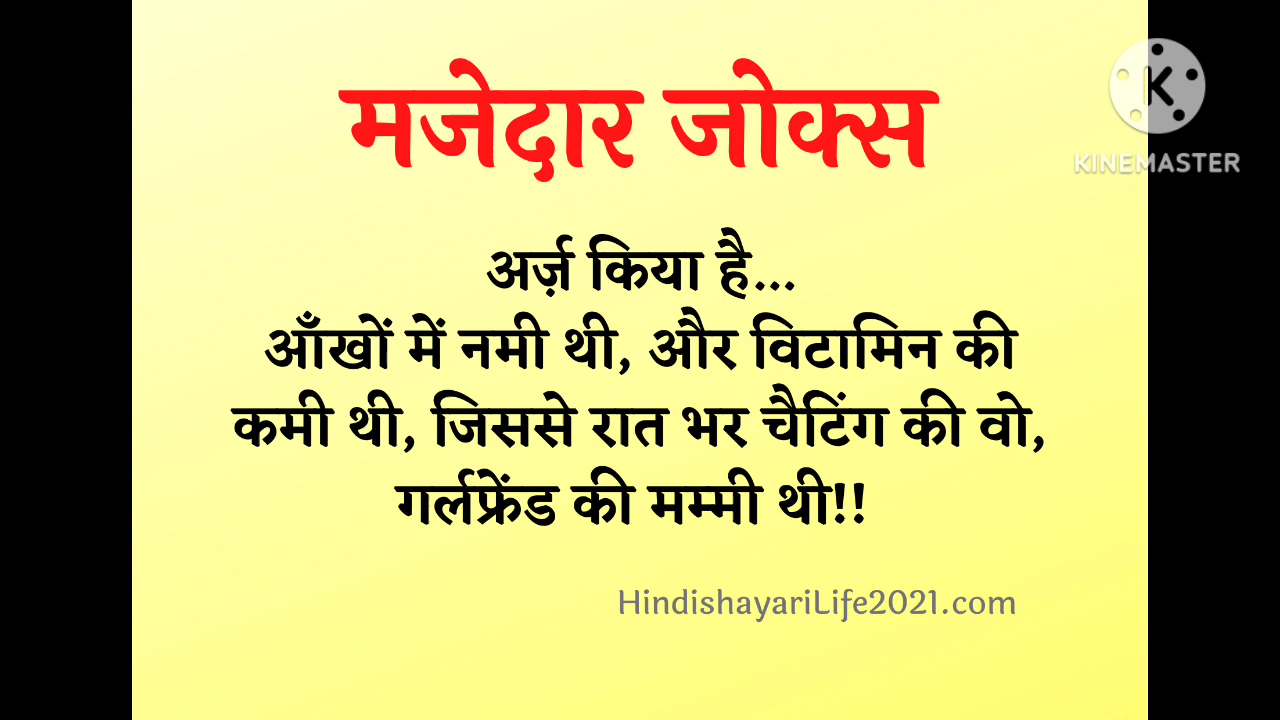 मजेदार जोक्स
KINEMASTER
अर्ज़ किया है...
आँखों में नमी थी, और विटामिन की
कमी थी, जिससे रात भर चैटिंग की वो,
गर्लफ्रेंड की मम्मी थी!!
HindishayariLife2021.com